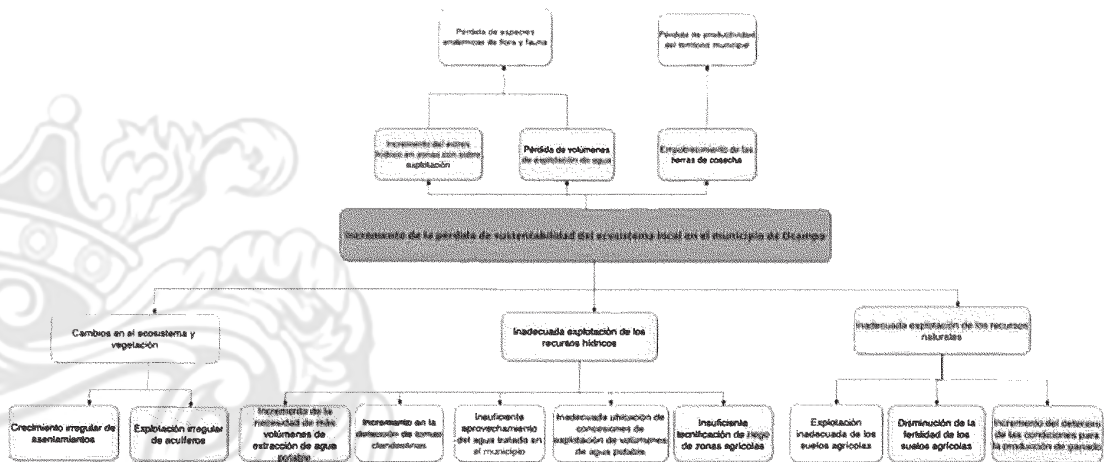 Pérdida de especies
endémicas de flora y fauna
Pérdida de productividad
del territorio municipal
Incremento del estrés
hídrico en zonas con sobre
explotación
Pérdida de volúmenes
de explotación de agua
Empobrecimiento de las
tierras de cosecha
Incremento de la pérdida de sustentabilidad del ecosistema local en el municipio de Ocampo
Cambios en el ecosistema y
vegetación
Inadecuada explotación de los
recursos hídricos
Inadecuada explotación de los recursos
naturales
Crecimiento irregular de
asentamientos
Explotación irregular
de acuíferos
Incremento de la
necesidad de más
volúmenes de
extracción de agua
potable
Incremento en la
detección de tomas
clandestinas
Insuficiente
aprovechamiento
del agua tratada en
el municipio
Inadecuada ubicación de
concesiones de
explotación de volúmenes
de agua potable
Insuficiente
tecnificación de riego
de zonas agrícolas
Explotación
inadecuada de los
suelos agrícolas
Disminución de la
fertilidad de los
suelos agrícolas
Incremento del deterioro
de las condiciones para
la producción de ganado